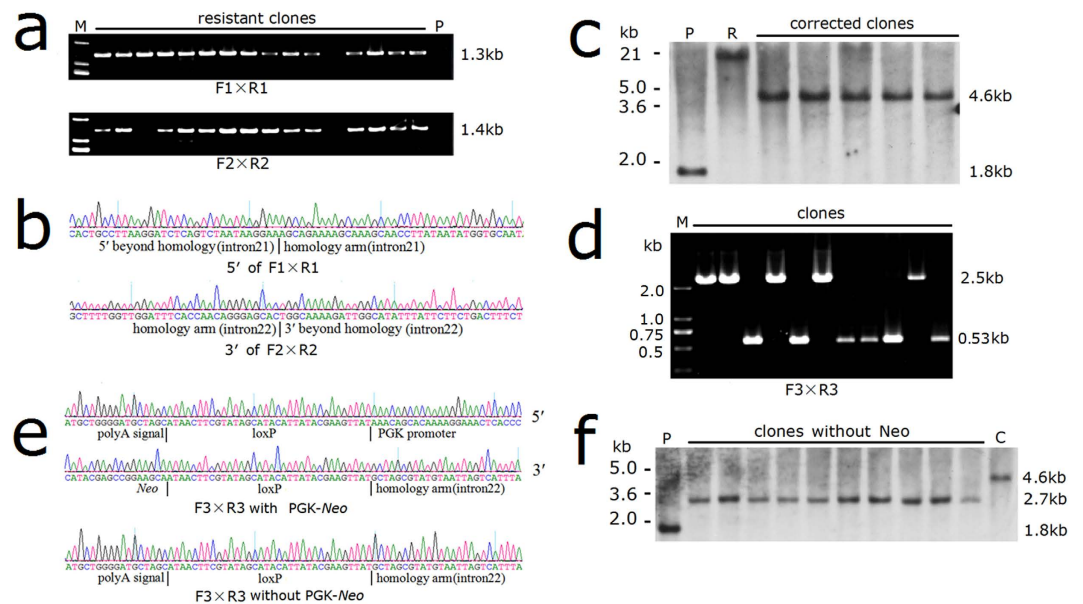 a
M resistant clones P
1.3kb
F1×R1
1.4kb
F2×R2
b
CACTGCCTTAAGGATCTCAGTCTAATAAGGAAAGCAGAAAAGCAAAGCAACCTTATAATATGGTGCAAT
5′ beyond homology(intron21) homology arm(intron21)
5′ of F1×R1
GCTTTTGGTTGGATTTCACCAACAGGGAGCACTGGCAAAAGATTGGCATATTTATTCTTCTGACTTTCT
homology arm (intron22) 3′ beyond homology (intron22)
3′ of F2×R2
c
kb P R corrected clones
21
5.0
3.6
2.0
4.6kb
1.8kb
d
M clones
kb
2.0
1.0
0.75
0.5
2.5kb
0.53kb
F3×R3
e
5′
ATGCTGGGGATGCTAGCATAACTTCGTATAGCATACATTATACGAAGTTATAAACAGCACAAAAGGAAACTCACCC
polyA signal loxP PGK promoter
3′
CATACGAGCCGGAAGCAATAACTTCGTATAGCATACATTATACGAAGTTATGCTAGCGTATGTAATTAGTCATTTA
Neo loxP homology arm(intron22)
F3×R3 with PGK-Neo
ATGCTGGGGATGCTAGCATAACTTCGTATAGCATACATTATACGAAGTTATGCTAGCGTATGTAATTAGTCATTTA
polyA signal loxP homology arm(intron22)
F3×R3 without PGK-Neo
f
kb P clones without Neo C
5.0
3.6
2.0
4.6kb
2.7kb
1.8kb